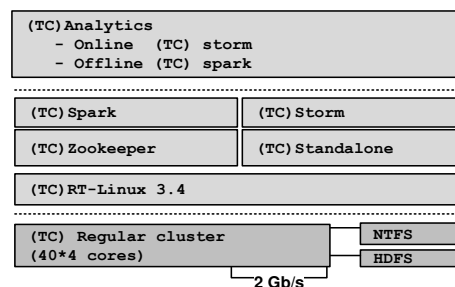 (TC)Analytics
- Online (TC) storm
- Offline (TC) spark
(TC)Spark
(TC)Storm
(TC)Zookeeper
(TC)Standalone
(TC)RT-Linux 3.4
(TC) Regular cluster
(40*4 cores)
NTFS
HDFS
2 Gb/s